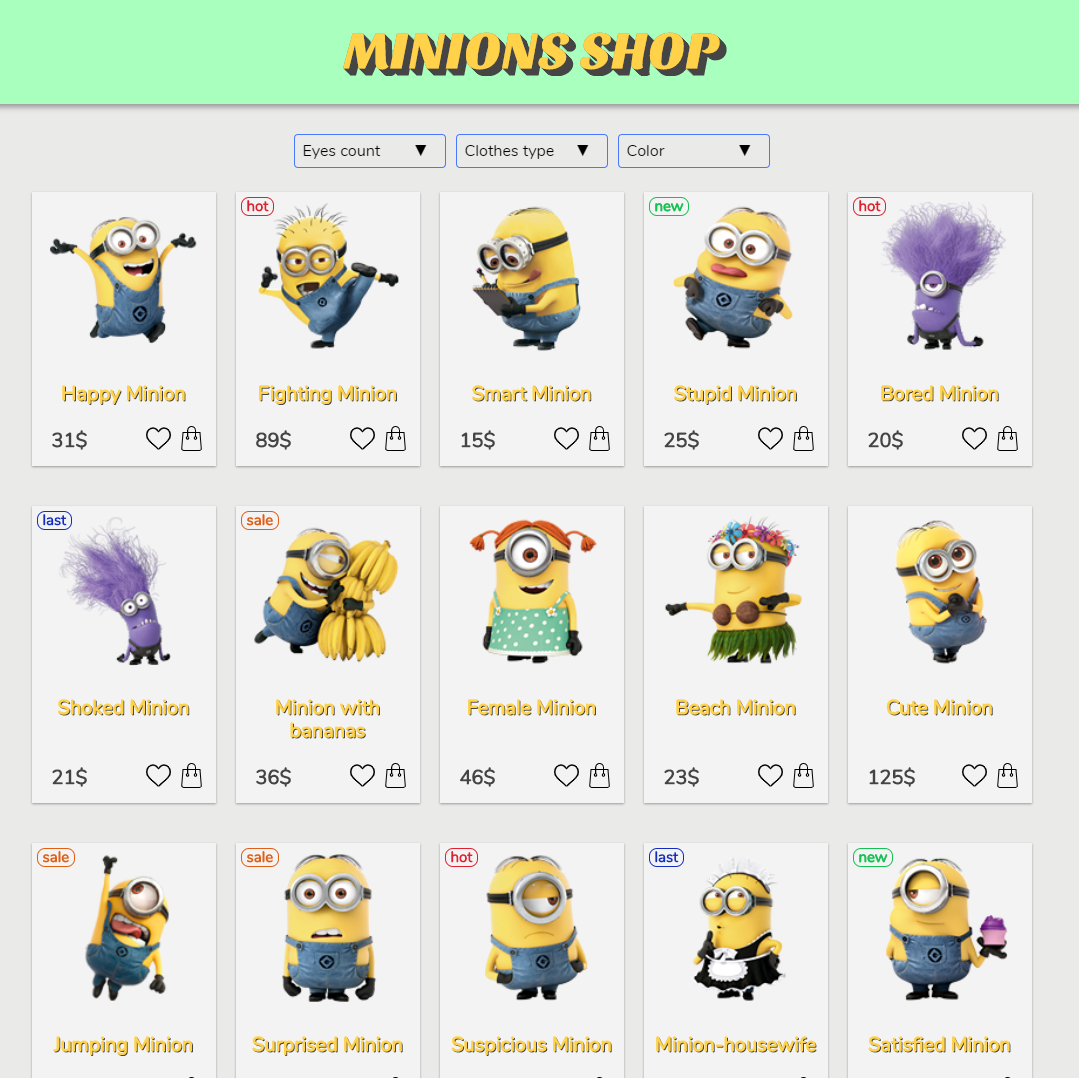 MINIONS SHOP
Eyes count ▼
Clothes type ▼
Color ▼
Happy Minion
31$
hot
Fighting Minion
89$
Smart Minion
15$
new
Stupid Minion
25$
hot
Bored Minion
20$
last
Shoked Minion
21$
sale
Minion with
bananas
36$
Female Minion
46$
Beach Minion
23$
Cute Minion
125$
sale
Jumping Minion
sale
Surprised Minion
hot
Suspicious Minion
last
Minion-housewife
new
Satisfied Minion